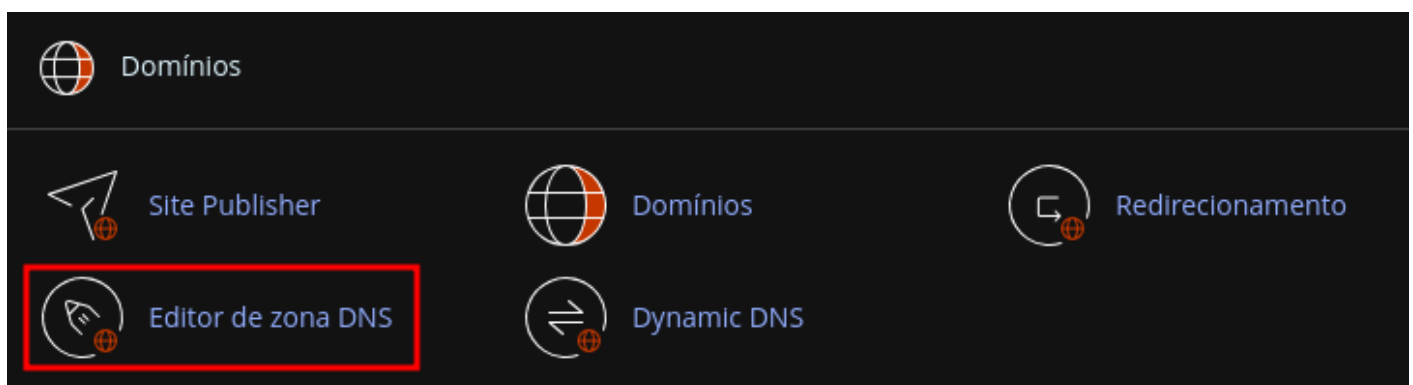 Domínios
Site Publisher
Domínios
Redirecionamento
Editor de zona DNS
Dynamic DNS